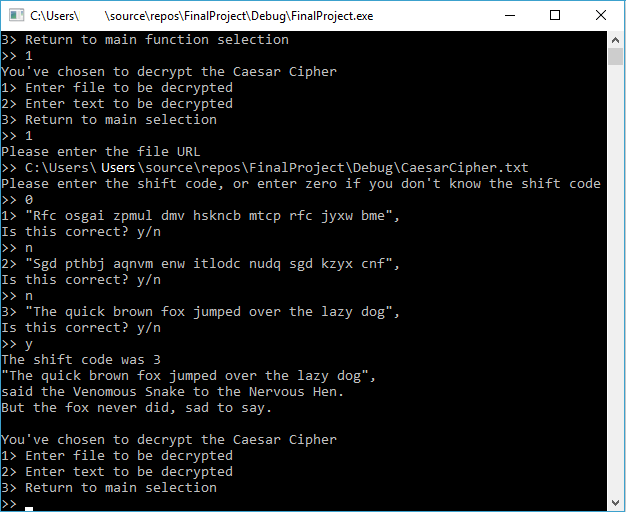 C:\Users\        \source\repos\FinalProject\Debug\FinalProject.exe
3> Return to main function selection
>> 1
You've chosen to decrypt the Caesar Cipher
1> Enter file to be decrypted
2> Enter text to be decrypted
3> Return to main selection
>> 1
Please enter the file URL
>> C:\Users\ Users\source\repos\FinalProject\Debug\CaesarCipher.txt
Please enter the shift code, or enter zero if you don't know the shift code
>> 0
1> "Rfc osgai zpmul dmv hskncb mtcp rfc jyxw bme",
Is this correct? y/n
>> n
2> "Sgd pthbj aqnvm enw itlodc nudq sgd kzyx cnf",
Is this correct? y/n
>> n
3> "The quick brown fox jumped over the lazy dog",
Is this correct? y/n
>> y
The shift code was 3
"The quick brown fox jumped over the lazy dog",
said the Venomous Snake to the Nervous Hen.
But the fox never did, sad to say.

You've chosen to decrypt the Caesar Cipher
1> Enter file to be decrypted
2> Enter text to be decrypted
3> Return to main selection
>>